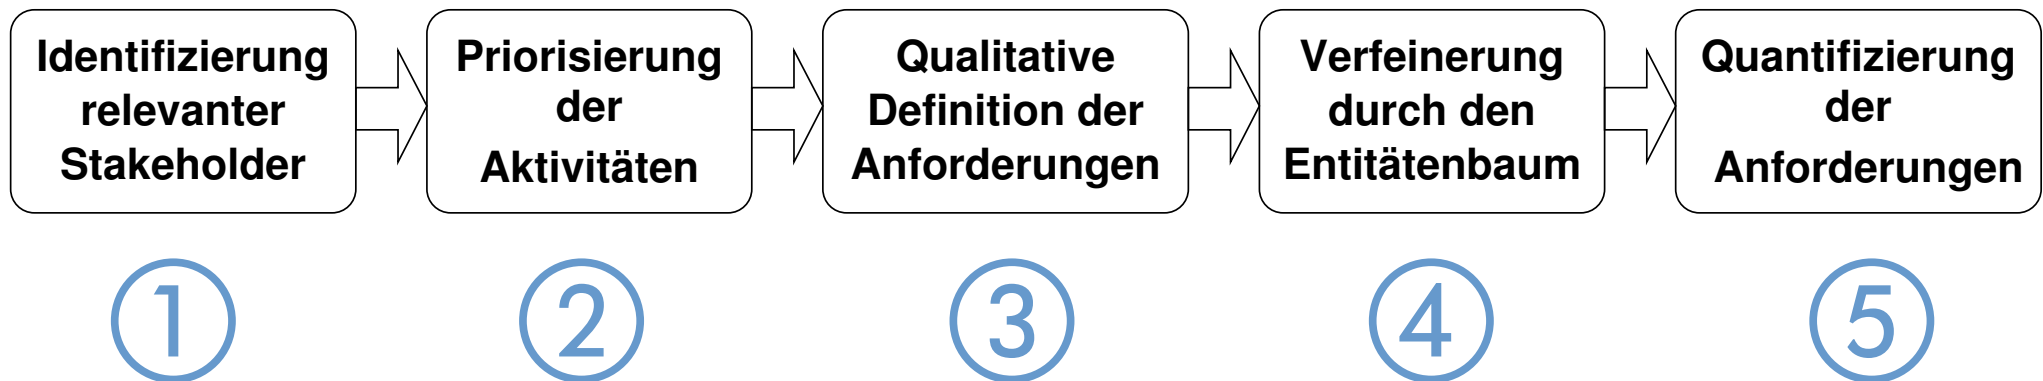 Identifizierung
relevanter
Stakeholder
Priorisierung
der
Aktivitäten
Qualitative
Definition der
Anforderungen
Verfeinerung
durch den
Entitätenbaum
Quantifizierung
der
Anforderungen
1
2
3
4
5